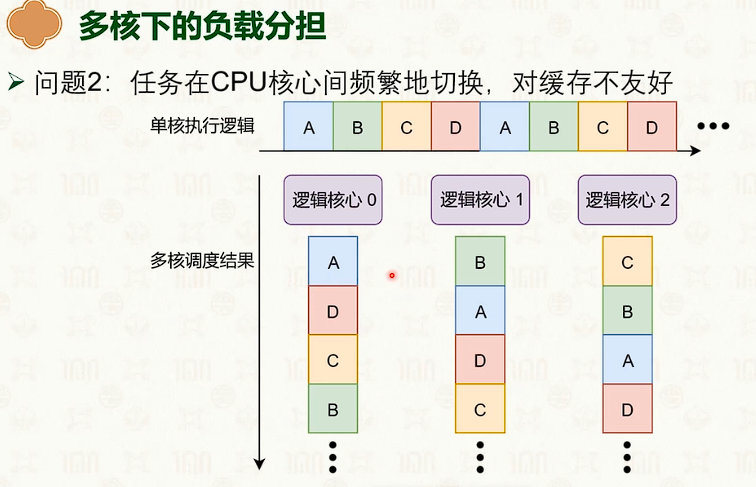 多核下的负载分担
问题2：任务在CPU核心间频繁地切换，对缓存不友好
单核执行逻辑 A B C D A B C D •••
逻辑核心 0 逻辑核心 1 逻辑核心 2
多核调度结果 A B C
D A B
C D A
B C D